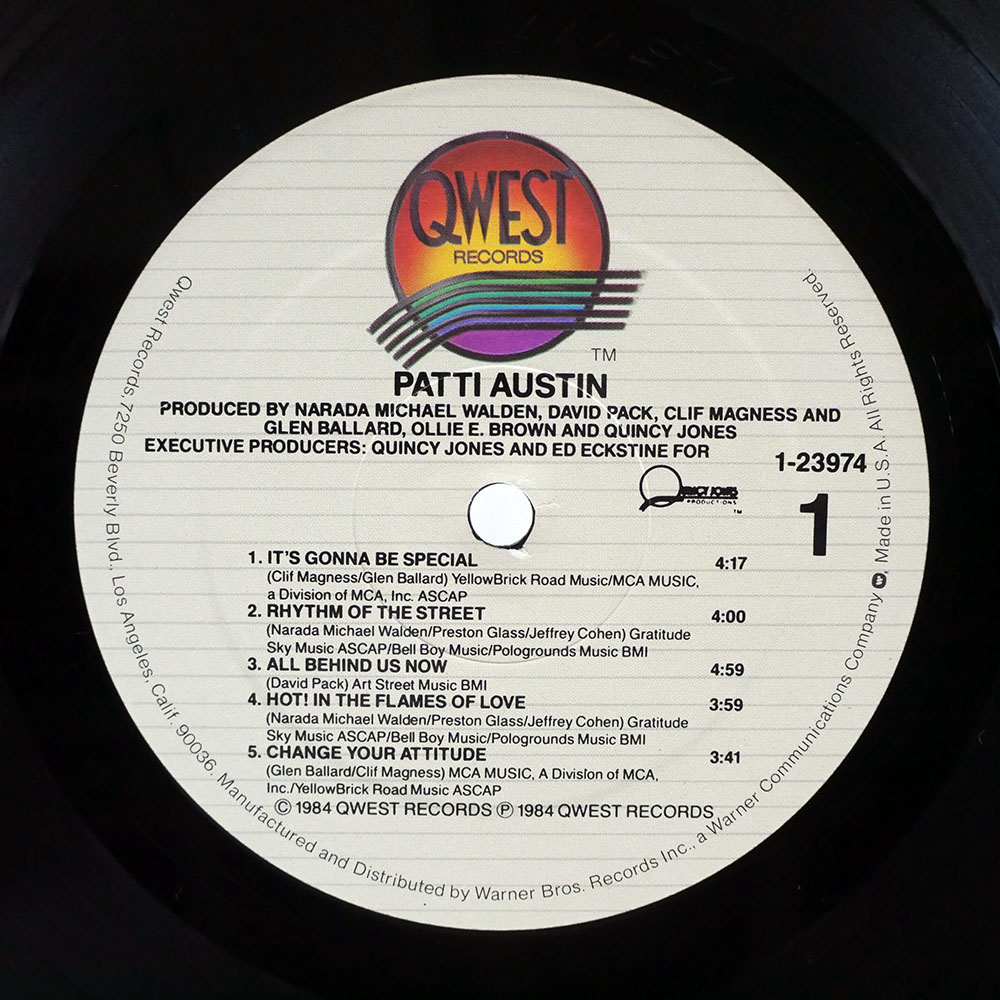 QWEST
RECORDS
TM
PATTI AUSTIN
PRODUCED BY NARADA MICHAEL WALDEN, DAVID PACK, CLIF MAGNESS AND
GLEN BALLARD, OLLIE E. BROWN AND QUINCY JONES
EXECUTIVE PRODUCERS: QUINCY JONES AND ED ECKSTINE FOR
QUINCY JONES
PRODUCTIONS
TM
1-23974
1
1. IT'S GONNA BE SPECIAL 4:17
(Clif Magness/Glen Ballard) YellowBrick Road Music/MCA MUSIC,
a Division of MCA, Inc. ASCAP
2. RHYTHM OF THE STREET 4:00
(Narada Michael Walden/Preston Glass/Jeffrey Cohen) Gratitude
Sky Music ASCAP/Bell Boy Music/Pologrounds Music BMI
3. ALL BEHIND US NOW 4:59
(David Pack) Art Street Music BMI
4. HOT! IN THE FLAMES OF LOVE 3:59
(Narada Michael Walden/Preston Glass/Jeffrey Cohen) Gratitude
Sky Music ASCAP/Bell Boy Music/Pologrounds Music BMI
5. CHANGE YOUR ATTITUDE 3:41
(Glen Ballard/Clif Magness) MCA MUSIC, A Division of MCA,
Inc./YellowBrick Road Music ASCAP
© 1984 QWEST RECORDS ℗ 1984 QWEST RECORDS
Qwest Records, 7250 Beverly Blvd., Los Angeles, Calif. 90036. Manufactured and Distributed by Warner Bros. Records Inc., a Warner Communications Company, Made in U.S.A. All Rights Reserved.